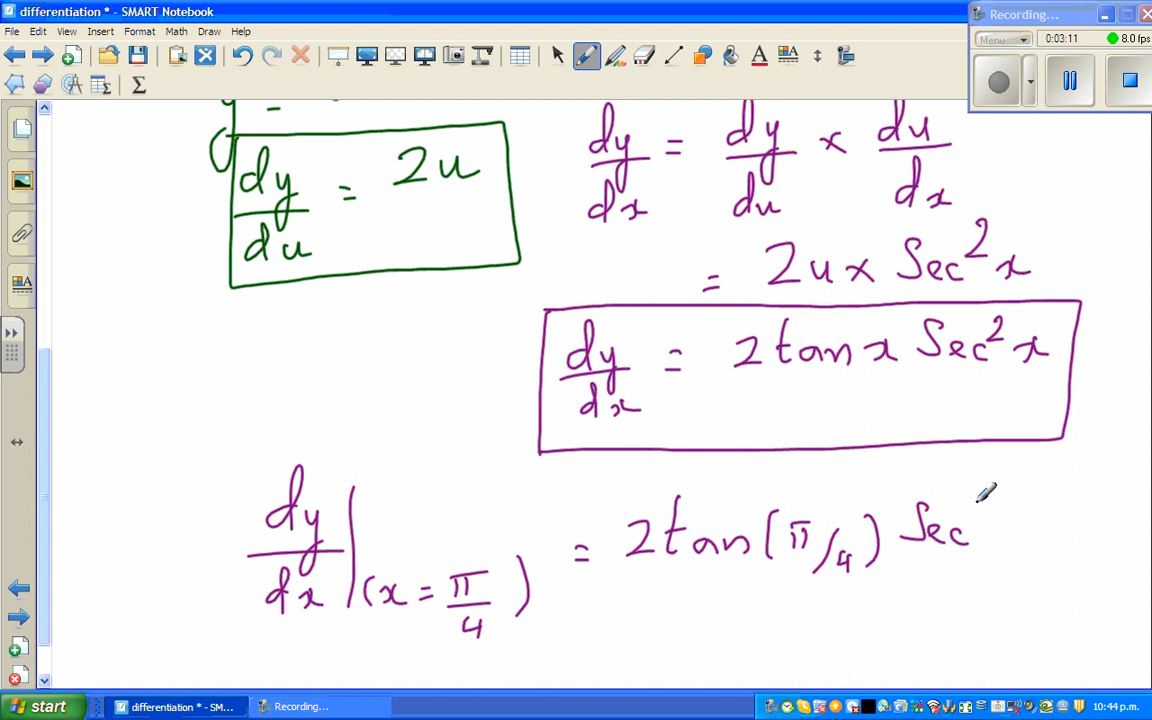 differentiation * - SMART Notebook
File Edit View Insert Format Math Draw Help
Recording...
Menu 0:03:11 8.0 fps
y =
dy/du = 2u
dy/dx = dy/du × du/dx
= 2u × Sec²x
dy/dx = 2tan x Sec²x
dy/dx|(x = π/4) = 2tan(π/4) Sec
start differentiation * - SM... Recording... 10:44 p.m.